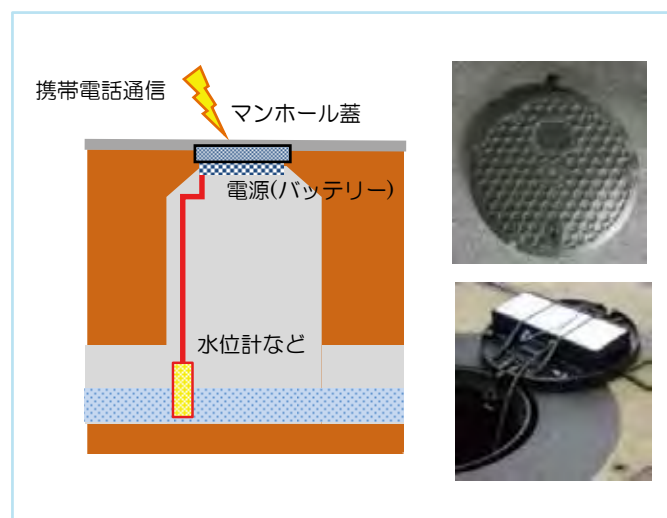 携帯電話通信
マンホール蓋
電源(バッテリー)
水位計など